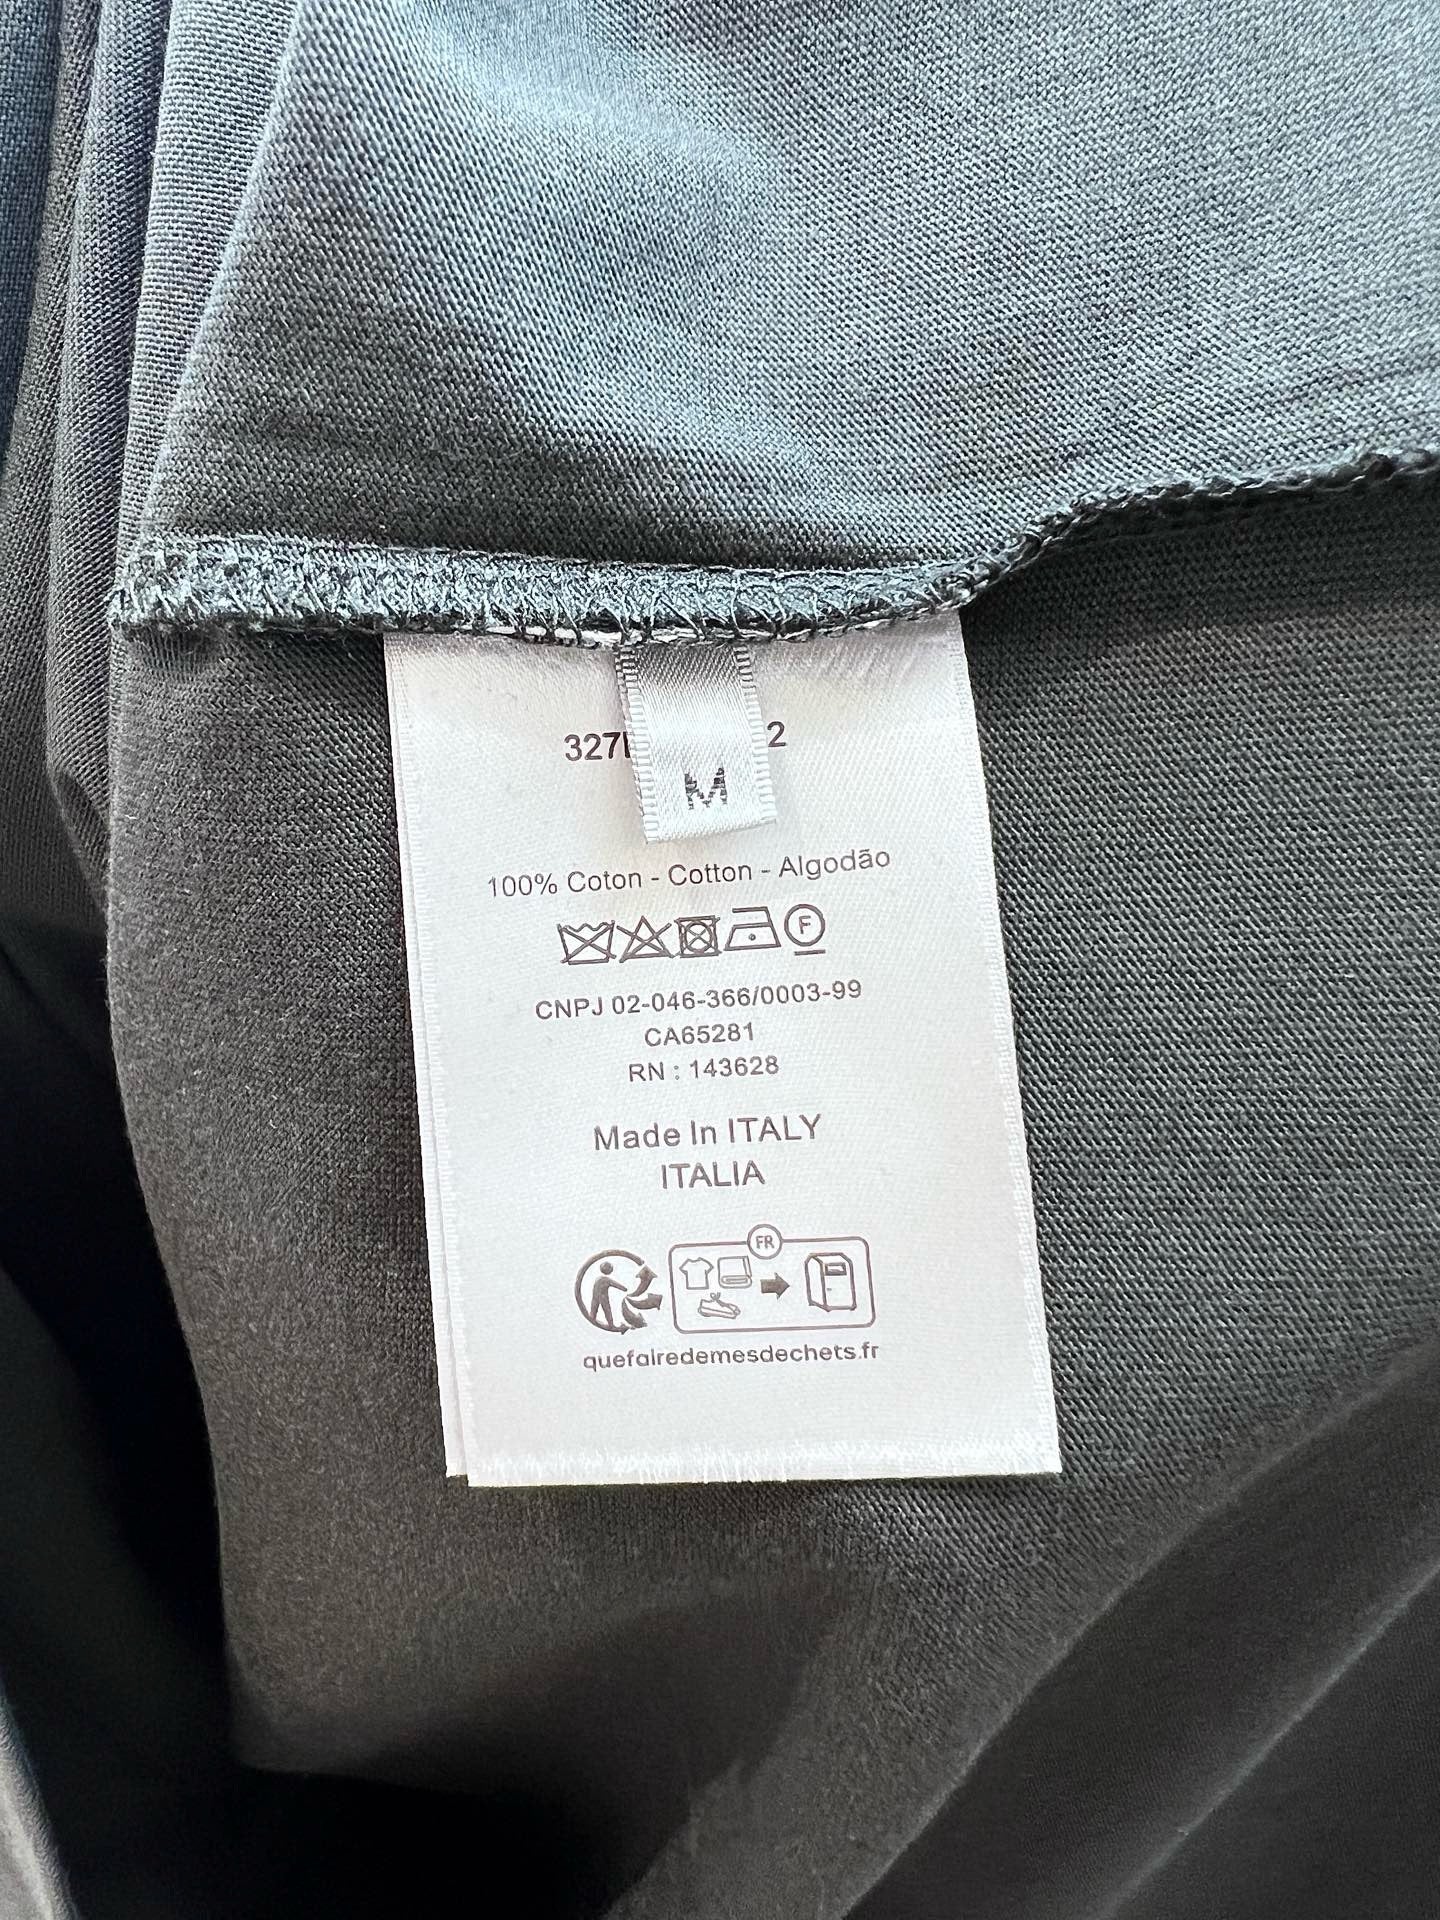 327
2
M
100% Coton - Cotton - Algodão
F
CNPJ 02-046-366/0003-99
CA65281
RN : 143628
Made In ITALY
ITALIA
FR
quefairedemesdechets.fr